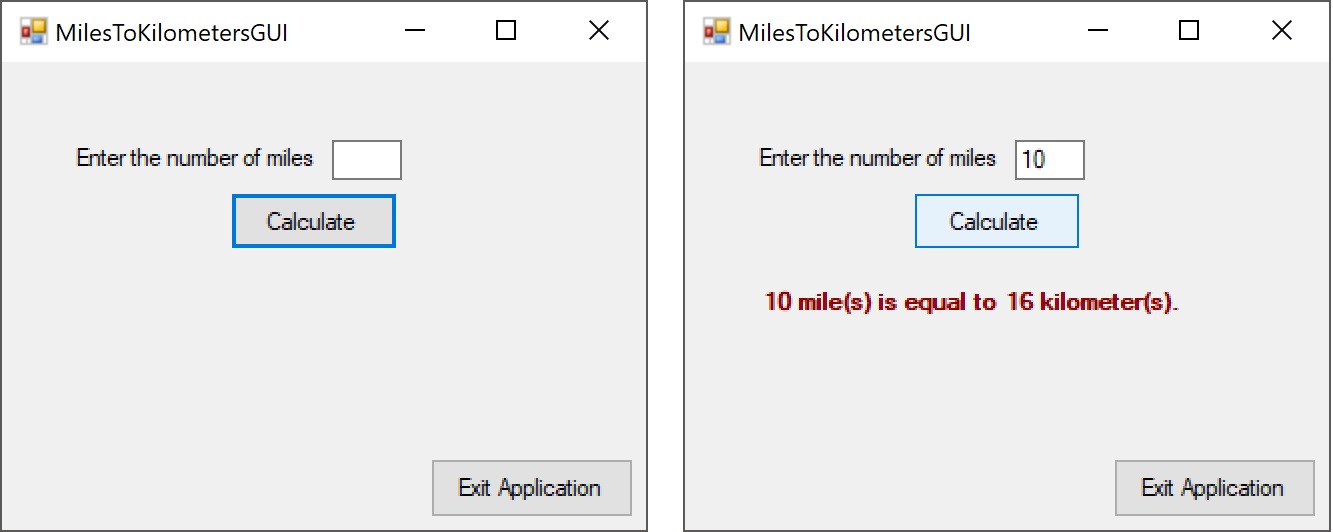 MilesToKilometersGUI
Enter the number of miles
Calculate
Exit Application
MilesToKilometersGUI
Enter the number of miles 10
Calculate
10 mile(s) is equal to 16 kilometer(s).
Exit Application